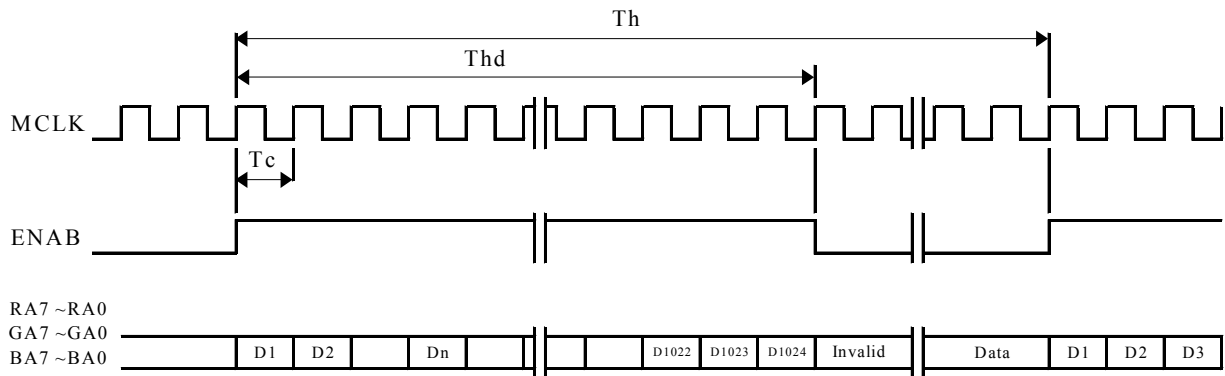 Th
Thd
MCLK
Tc
ENAB
RA7 ~RA0
GA7 ~GA0
BA7 ~BA0
D1 D2 Dn D1022 D1023 D1024 Invalid Data D1 D2 D3